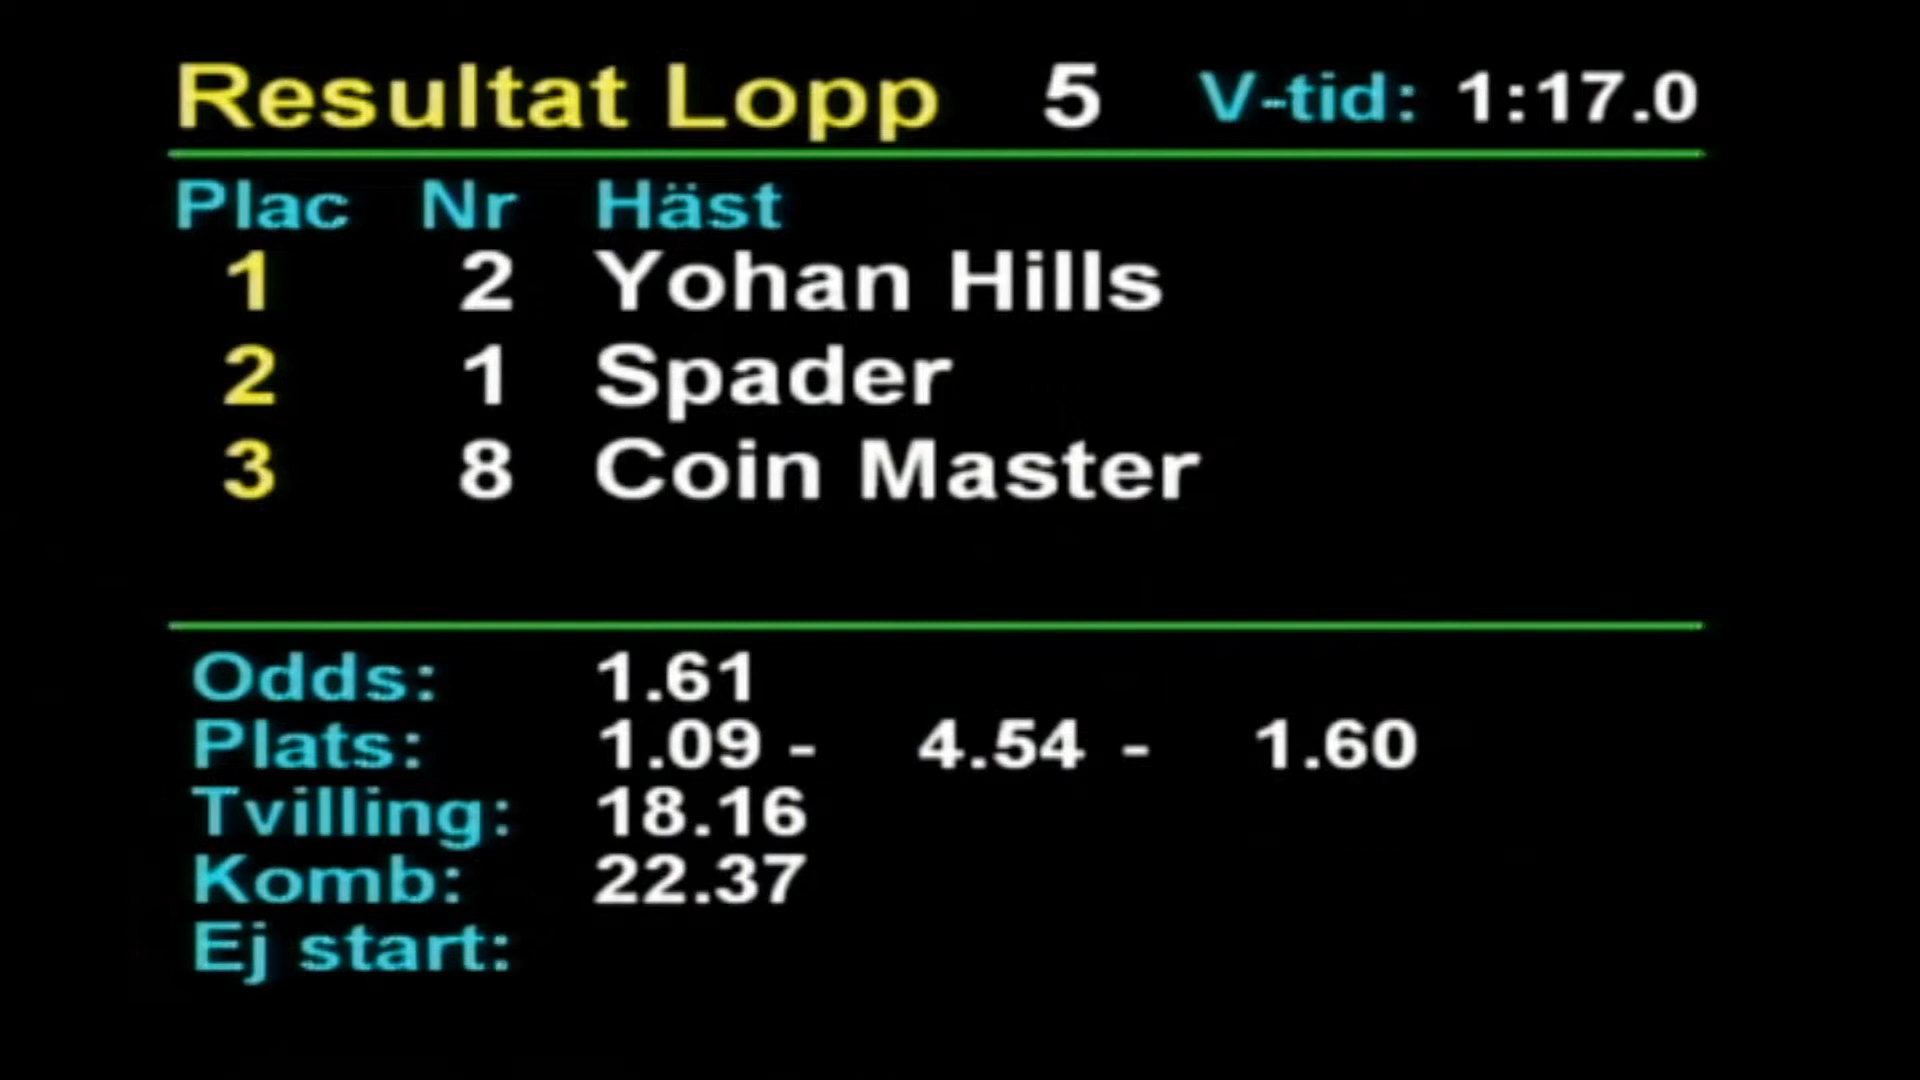 Resultat Lopp 5 V-tid: 1:17.0
Plac Nr Häst
1 2 Yohan Hills
2 1 Spader
3 8 Coin Master
Odds: 1.61
Plats: 1.09 - 4.54 - 1.60
Tvilling: 18.16
Komb: 22.37
Ej start: